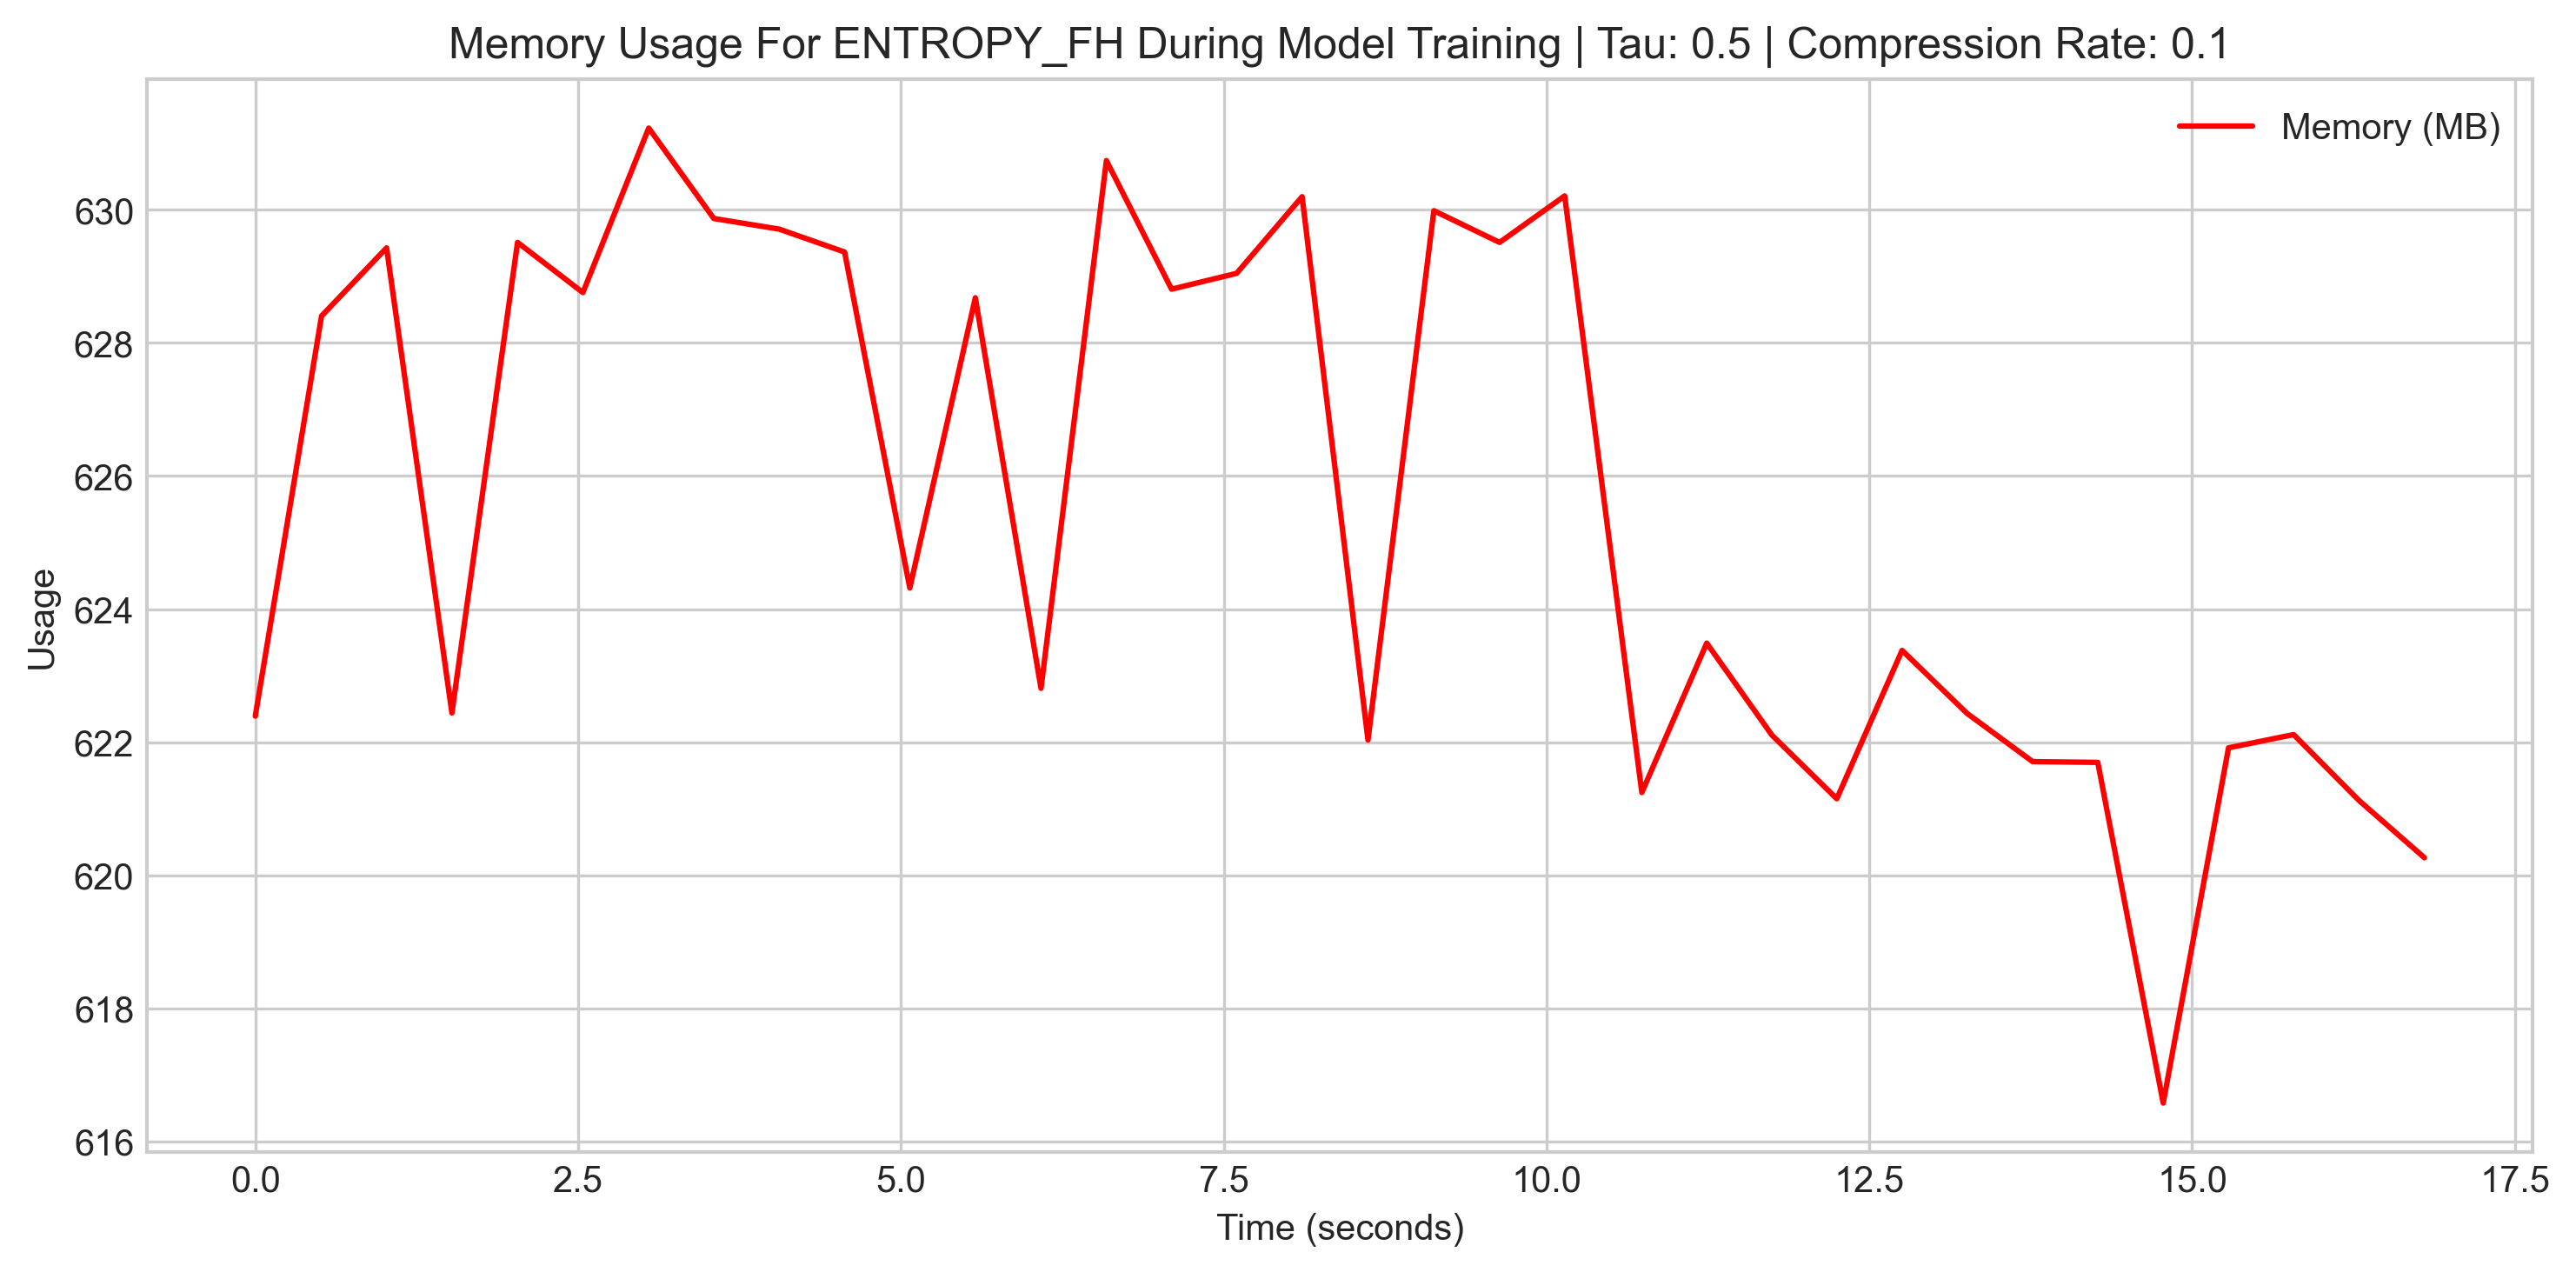 Memory Usage For ENTROPY_FH During Model Training | Tau: 0.5 | Compression Rate: 0.1
Memory (MB)
630
628
626
624
622
620
618
616
Usage
0.0 2.5 5.0 7.5 10.0 12.5 15.0 17.5
Time (seconds)